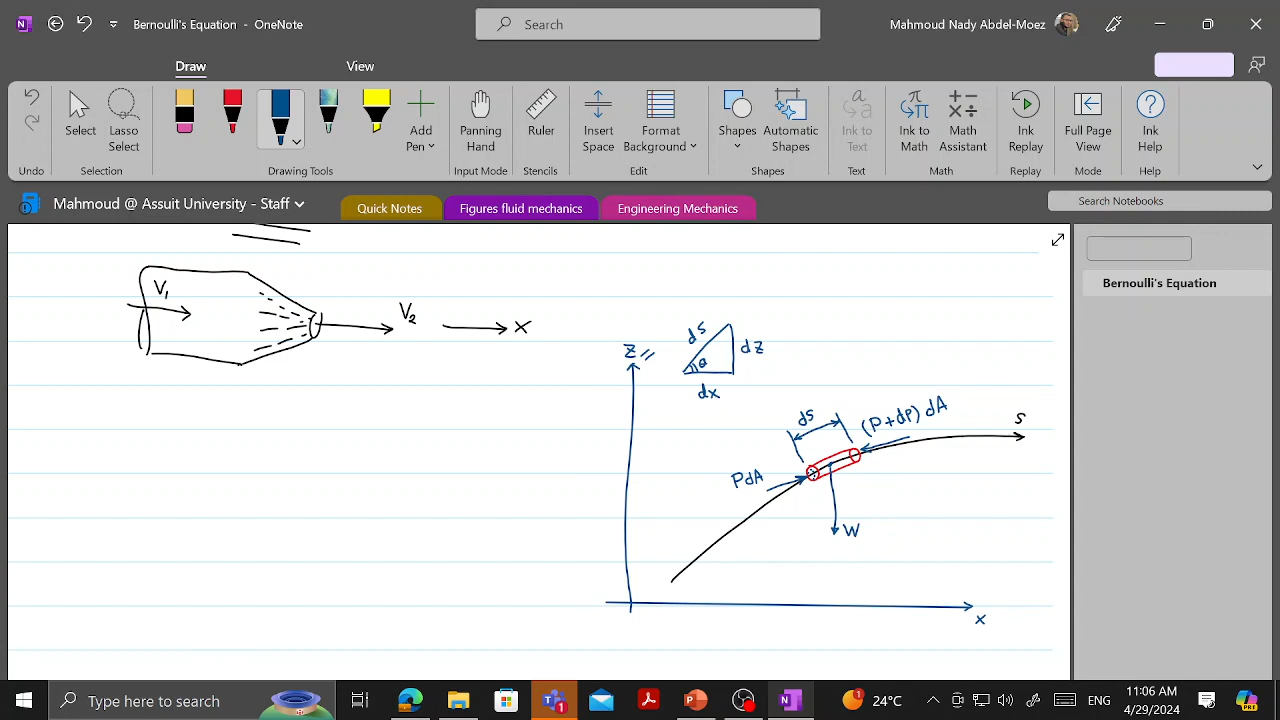 Bernoulli's Equation - OneNote
Search
Mahmoud Nady Abdel-Moez
Draw
View
Select
Lasso Select
Add Pen
Panning Hand
Ruler
Insert Space
Format Background
Shapes
Automatic Shapes
Ink to Text
Ink to Math
Math Assistant
Ink Replay
Full Page View
Ink Help
Undo
Selection
Drawing Tools
Input Mode
Stencils
Edit
Shapes
Text
Math
Replay
Mode
Help
Mahmoud @ Assuit University - Staff
Quick Notes
Figures fluid mechanics
Engineering Mechanics
Search Notebooks
Bernoulli's Equation
V1
V2
x
z
ds
dz
θ
dx
ds
(P+dP) dA
s
PdA
W
x
Type here to search
1
1
24°C
ENG
11:06 AM
4/29/2024
PRE